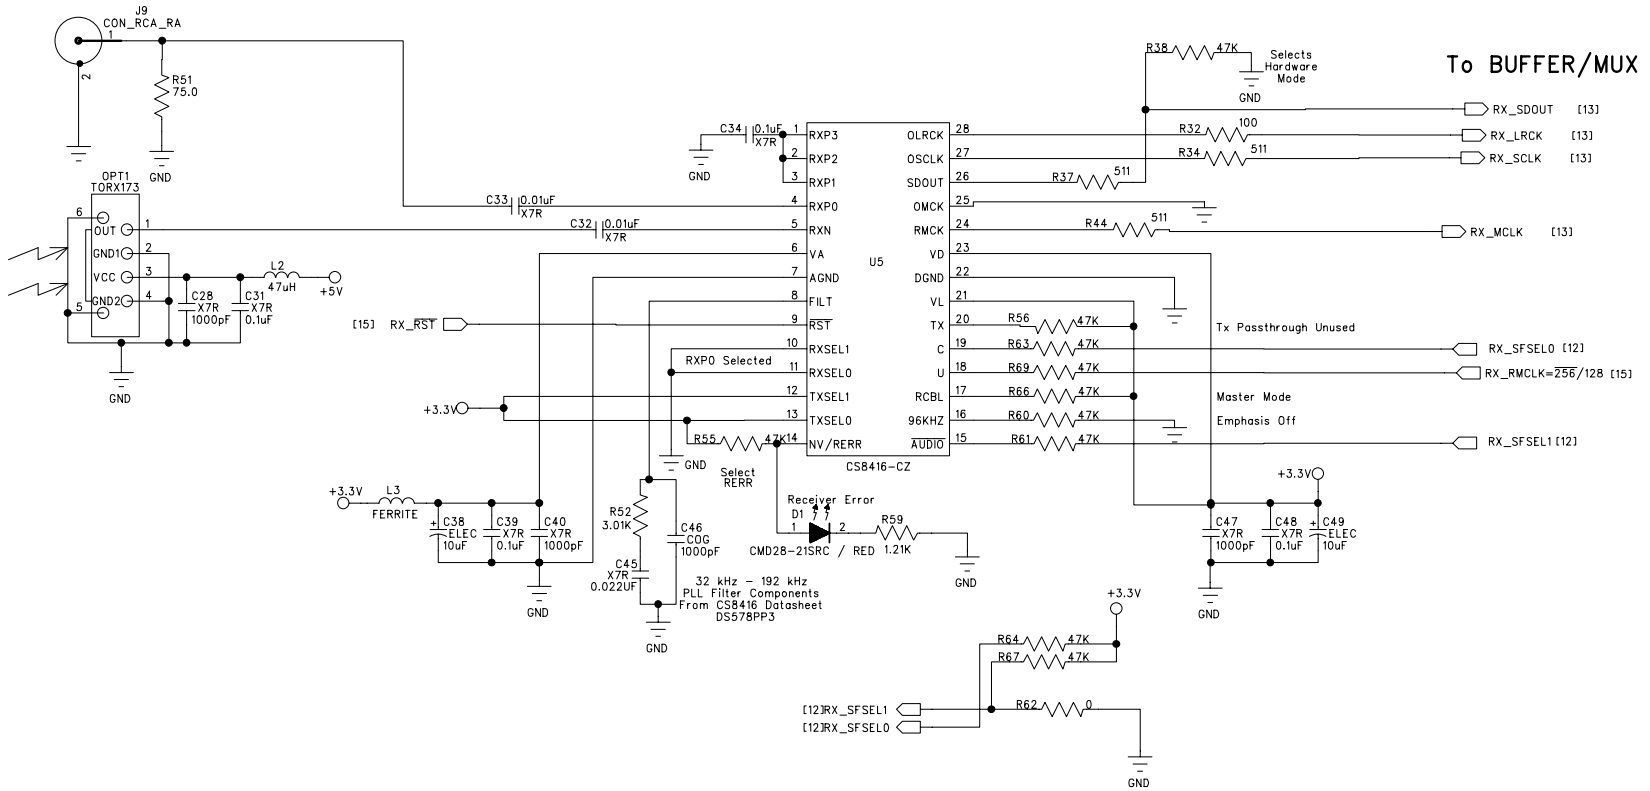 J9
CON_RCA_RA
1
2
R51
75.0
GND
OPT1
TORX173
6
OUT
1
GND1
2
VCC
3
GND2
4
5
C28
X7R
1000pF
C31
X7R
0.1uF
L2
47uH
+5V
GND
C34
0.1uF
X7R
GND
C33
0.01uF
X7R
C32
0.01uF
X7R
[15] RX_RST
RXP0 Selected
+3.3V
R55
47K
Select
RERR
GND
1 RXP3
2 RXP2
3 RXP1
4 RXP0
5 RXN
6 VA
7 AGND
8 FILT
9 RST
10 RXSEL1
11 RXSEL0
12 TXSEL1
13 TXSEL0
14 NV/RERR
U5
CS8416-CZ
OLRCK 28
OSCLK 27
SDOUT 26
OMCK 25
RMCK 24
VD 23
DGND 22
VL 21
TX 20
C 19
U 18
RCBL 17
96KHZ 16
AUDIO 15
R38
47K
Selects
Hardware
Mode
GND
To BUFFER/MUX
RX_SDOUT [13]
R32
100
RX_LRCK [13]
R34
511
RX_SCLK [13]
R37
511
R44
511
RX_MCLK [13]
R56
47K
Tx Passthrough Unused
R63
47K
RX_SFSEL0 [12]
R69
47K
RX_RMCLK=256/128 [15]
R66
47K
Master Mode
R60
47K
Emphasis Off
R61
47K
RX_SFSEL1 [12]
+3.3V
L3
FERRITE
C38
+
ELEC
10uF
C39
X7R
0.1uF
C40
X7R
1000pF
GND
R52
3.01K
C45
X7R
0.022UF
C46
COG
1000pF
GND
32 kHz - 192 kHz
PLL Filter Components
From CS8416 Datasheet
DS578PP3
Receiver Error
D1
1
2
CMD28-21SRC / RED
R59
1.21K
GND
+3.3V
C47
X7R
1000pF
C48
X7R
0.1uF
C49
+
ELEC
10uF
GND
+3.3V
R64
47K
R67
47K
[12]RX_SFSEL1
R62
0
[12]RX_SFSEL0
GND